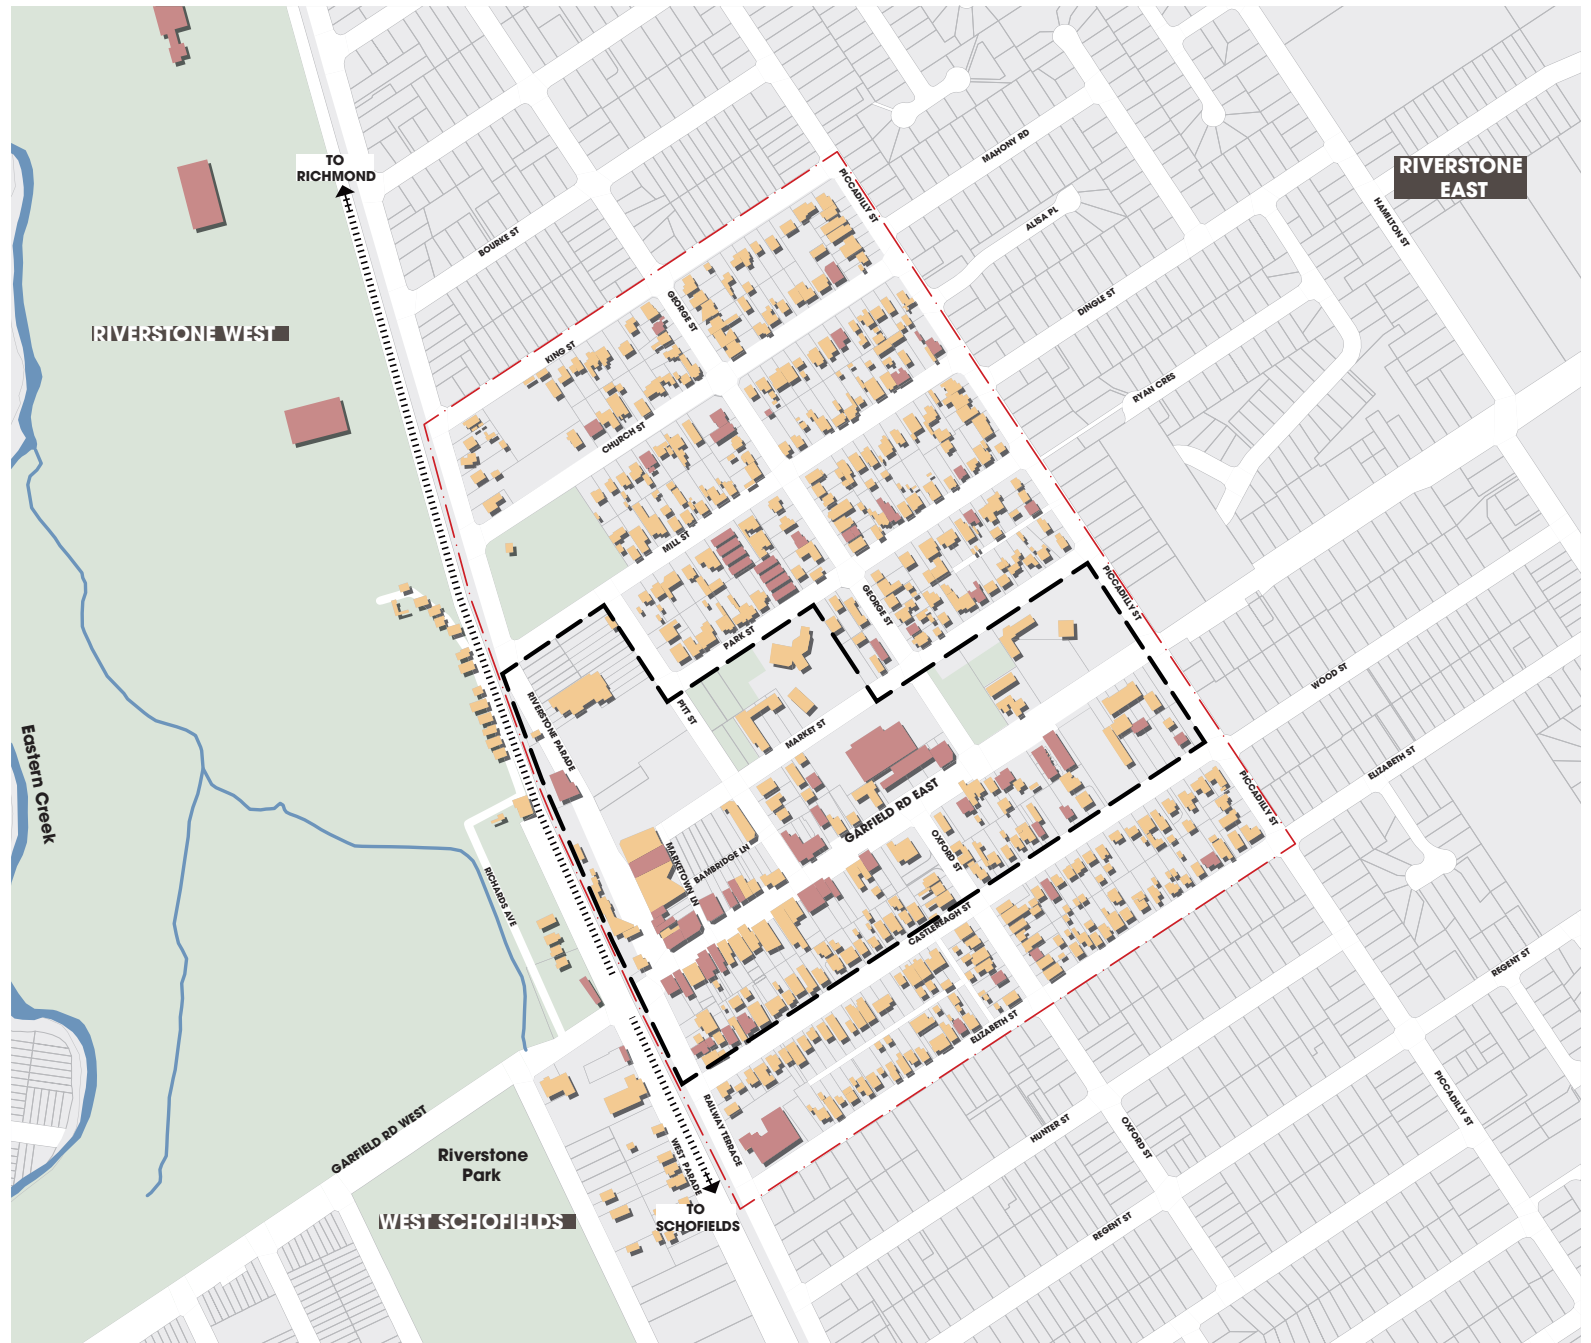 TO
RICHMOND
PICCADILLY ST
MAHONY RD
RIVERSTONE
EAST
HAMILTON ST
ALISA PL
BOURKE ST
GEORGE ST
DINGLE ST
RIVERSTONE WEST
KING ST
RYAN CRES
CHURCH ST
MILL ST
PICCADILLY ST
GEORGE ST
PARK ST
WOOD ST
RIVERSTONE PARADE
PITT ST
MARKET ST
Eastern Creek
ELIZABETH ST
PICCADILLY ST
GARFIELD RD EAST
OXFORD ST
MARKETOWN LN
BAMBRIDGE LN
RICHARDS AVE
CASTLEREAGH ST
REGENT ST
ELIZABETH ST
PICCADILLY ST
GARFIELD RD WEST
RAILWAY TERRACE
HUNTER ST
OXFORD ST
Riverstone
Park
WEST PARADE
WEST SCHOFIELDS
TO
SCHOFIELDS
REGENT ST